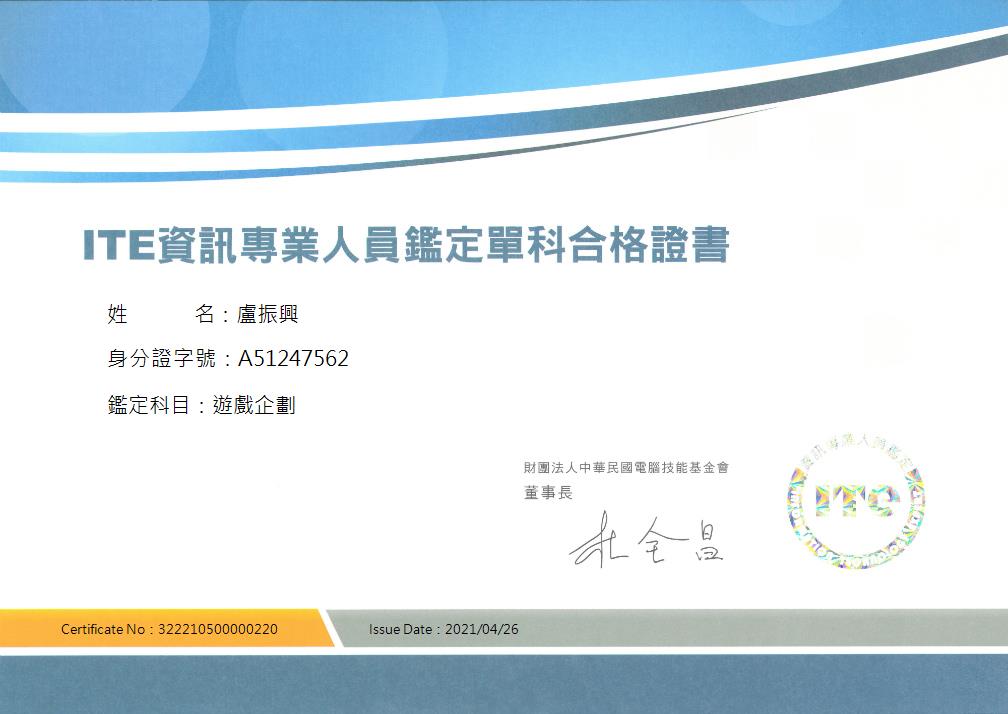 ITE資訊專業人員鑑定單科合格證書
姓 名：盧振興
身分證字號：A51247562
鑑定科目：遊戲企劃
財團法人中華民國電腦技能基金會
董事長
杜全昌
資訊專業人員鑑定
ITE
Certificate No：322210500000220
Issue Date：2021/04/26